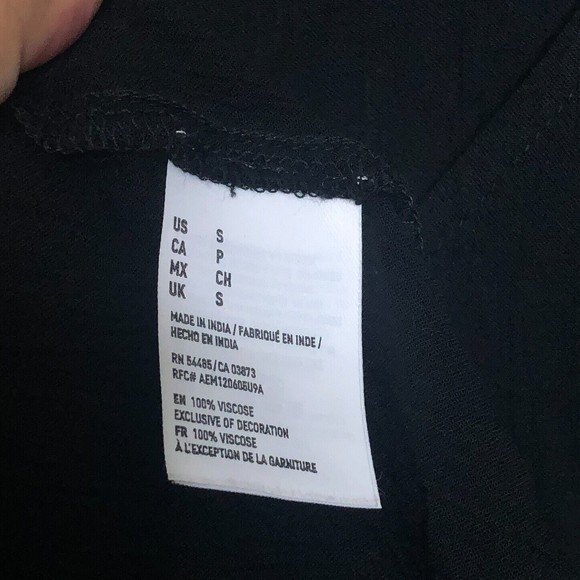 US S
CA P
MX CH
UK S
MADE IN INDIA / FABRIQUÉ EN INDE /
HECHO EN INDIA
RN 54485 / CA 03873
RFC# AEM120605U9A
EN 100% VISCOSE
EXCLUSIVE OF DECORATION
FR 100% VISCOSE
À L'EXCEPTION DE LA GARNITURE